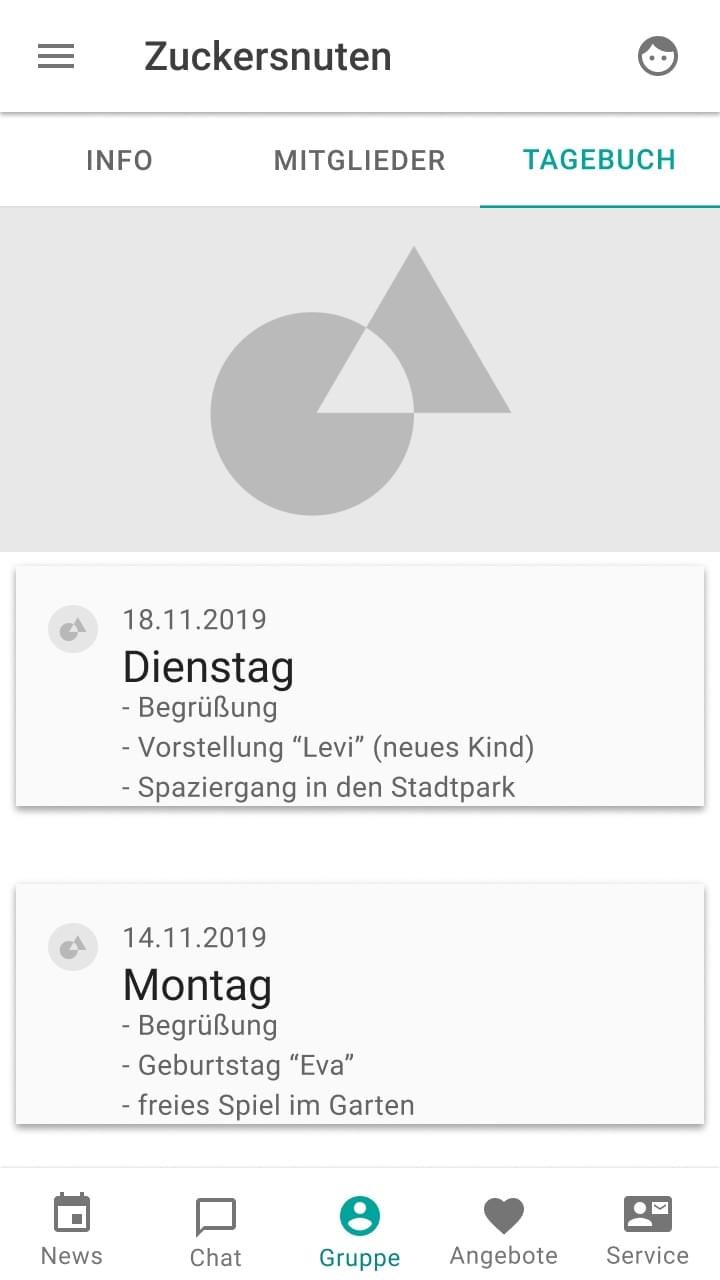 Zuckersnuten
INFO MITGLIEDER TAGEBUCH
18.11.2019
Dienstag
- Begrüßung
- Vorstellung “Levi” (neues Kind)
- Spaziergang in den Stadtpark
14.11.2019
Montag
- Begrüßung
- Geburtstag “Eva”
- freies Spiel im Garten
News Chat Gruppe Angebote Service